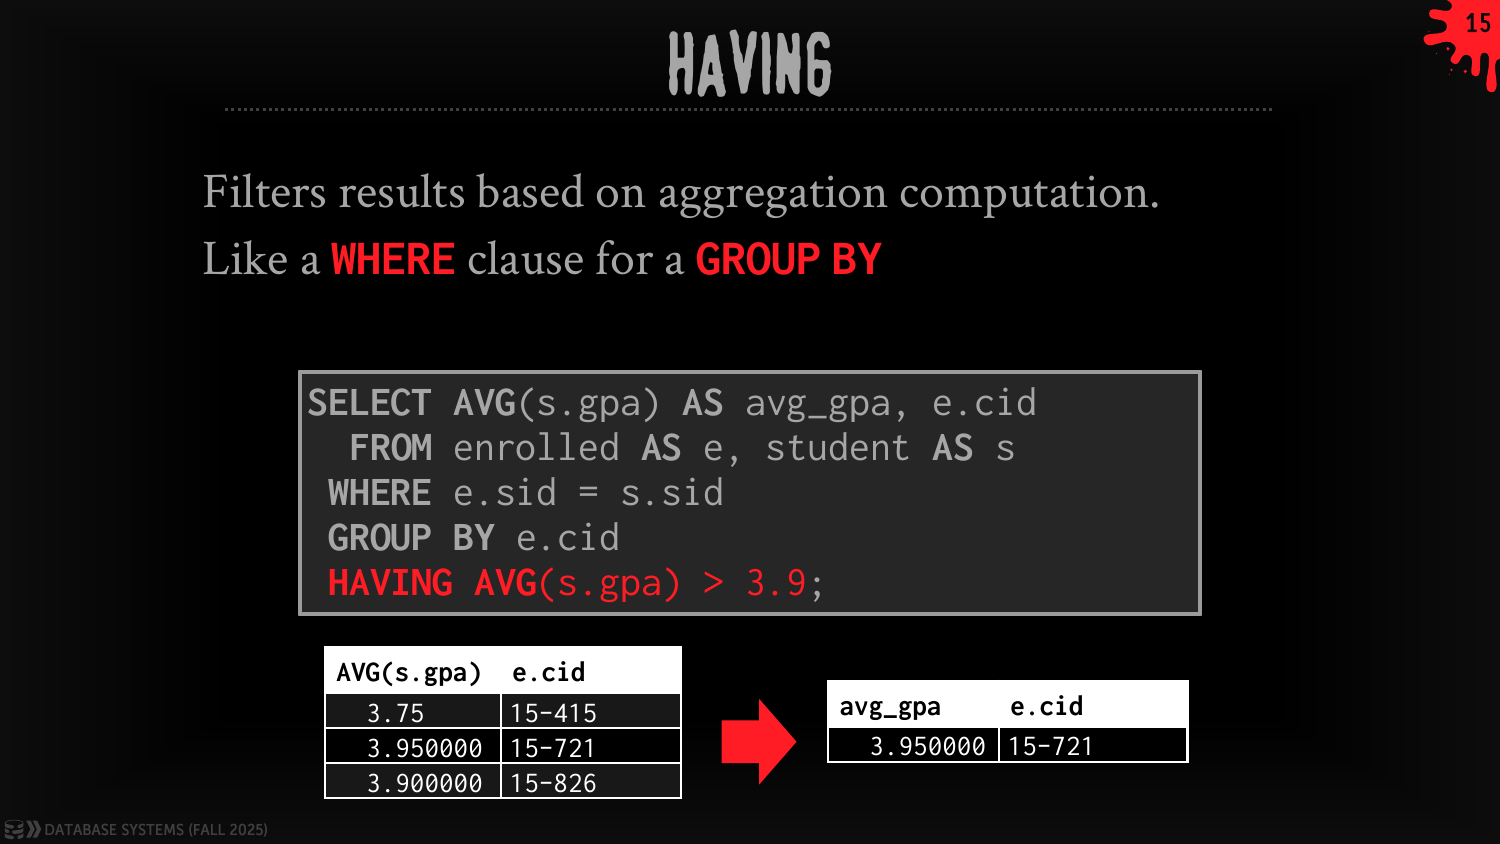 15
HAVING
Filters results based on aggregation computation.
Like a WHERE clause for a GROUP BY
SELECT AVG(s.gpa) AS avg_gpa, e.cid
FROM enrolled AS e, student AS s
WHERE e.sid = s.sid
GROUP BY e.cid
HAVING AVG(s.gpa) > 3.9;
AVG(s.gpa) e.cid
3.75 15-415
3.950000 15-721
3.900000 15-826
avg_gpa e.cid
3.950000 15-721
DATABASE SYSTEMS (FALL 2025)